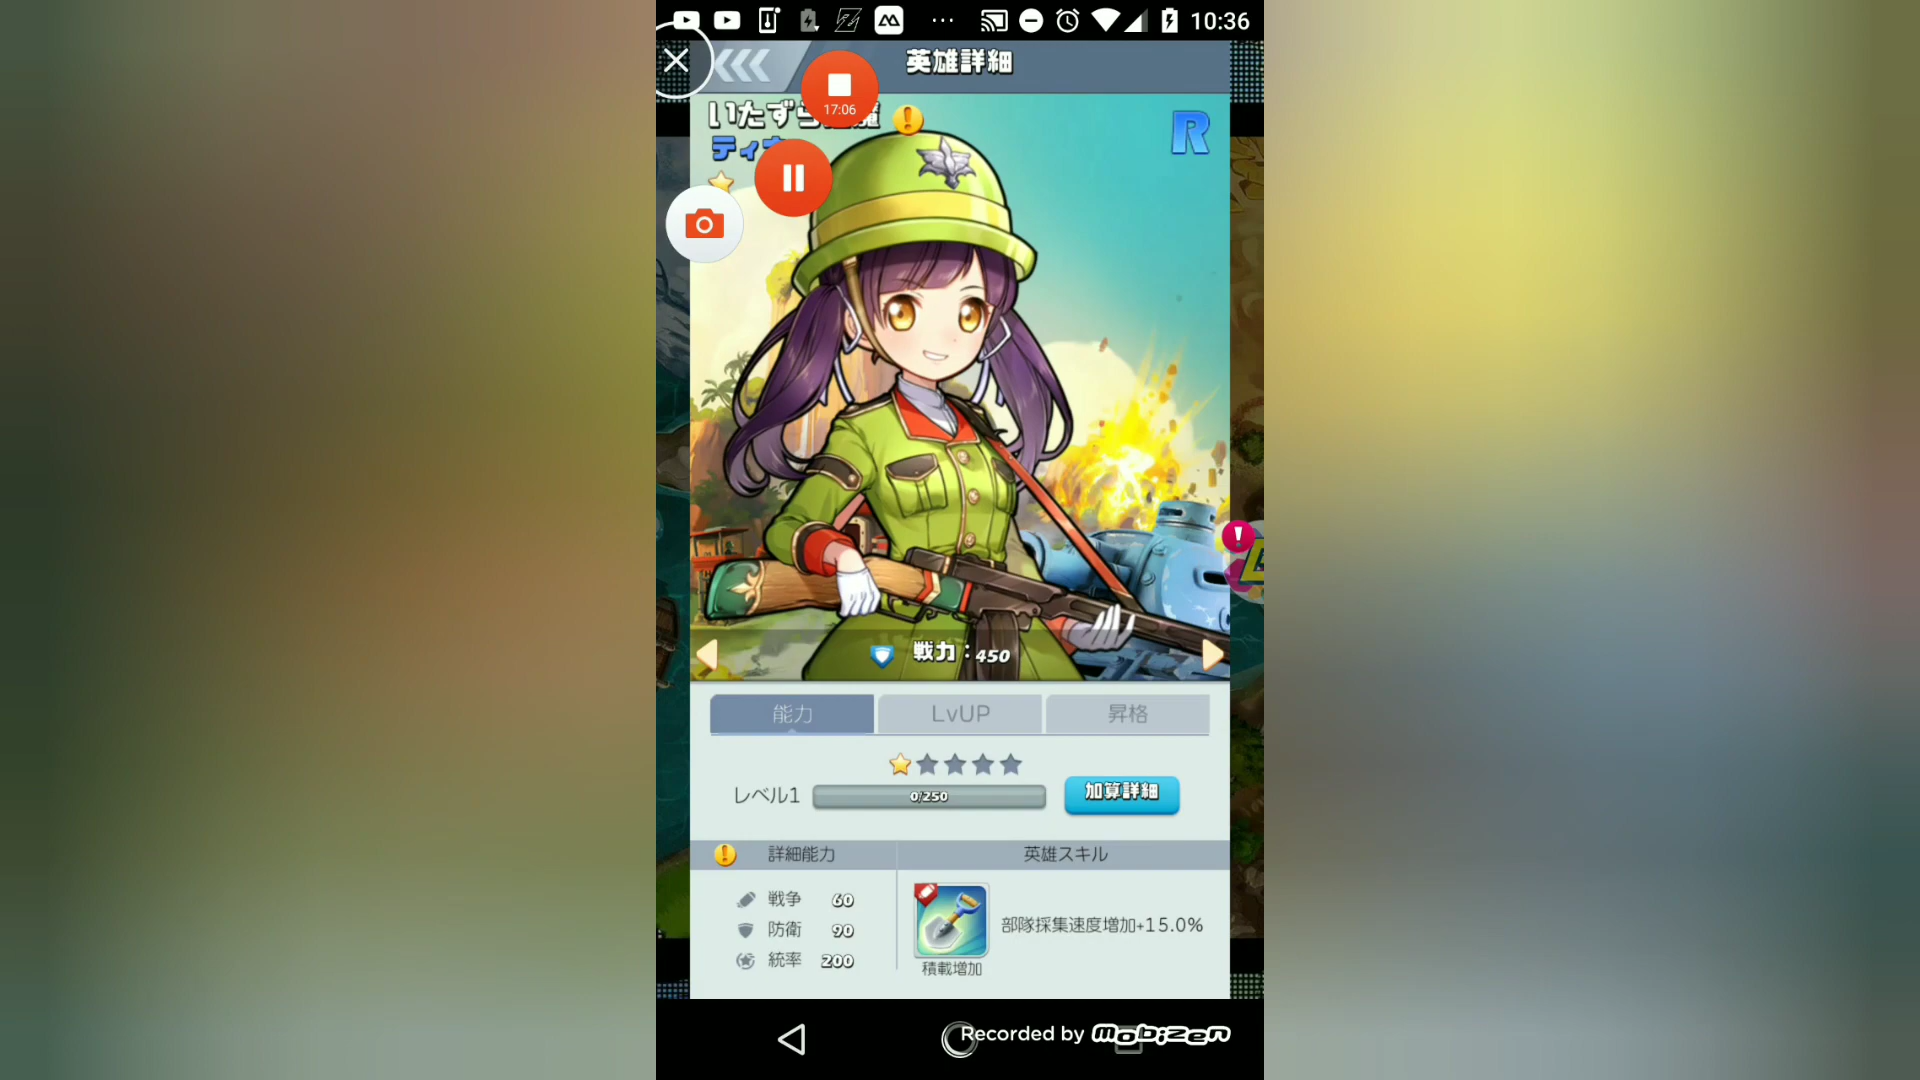 10:36
英雄詳細
17:06
いたずら
魔
ティ
R
戦力：450
能力
LvUP
昇格
レベル1
0/250
加算詳細
詳細能力
英雄スキル
戦争 60
防衛 90
統率 200
部隊採集速度増加+15.0%
積載増加
Recorded by mobizen